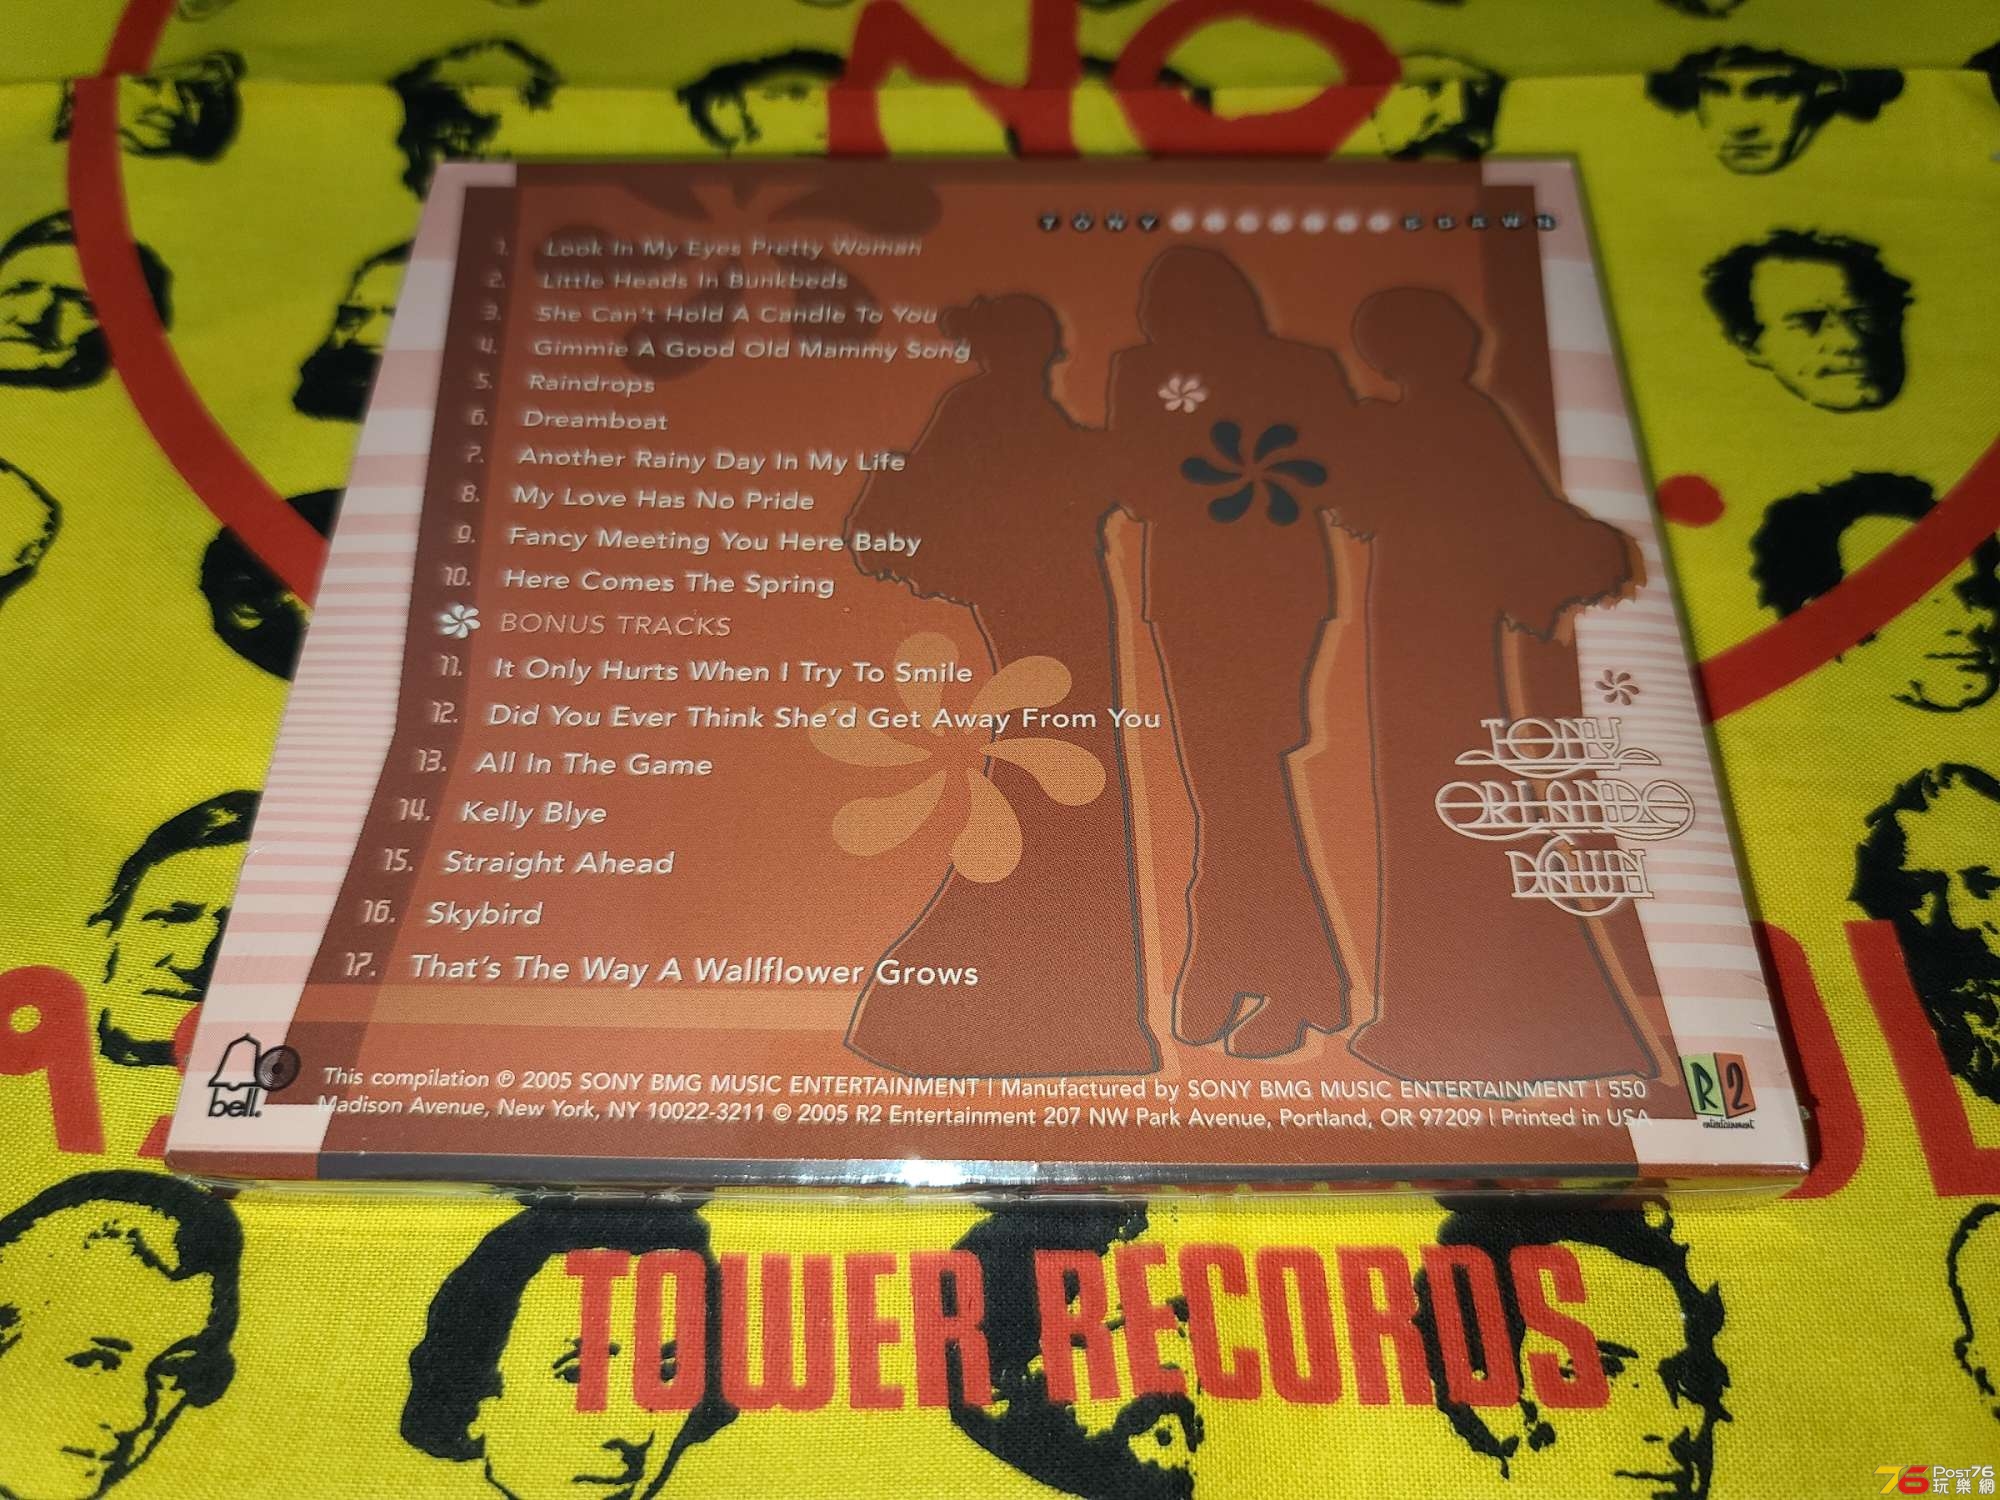 NO
TONY ORLANDO & DAWN
1. Look In My Eyes Pretty Woman
2. Little Heads In Bunkbeds
3. She Can't Hold A Candle To You
4. Gimmie A Good Old Mammy Song
5. Raindrops
6. Dreamboat
7. Another Rainy Day In My Life
8. My Love Has No Pride
9. Fancy Meeting You Here Baby
10. Here Comes The Spring
BONUS TRACKS
11. It Only Hurts When I Try To Smile
12. Did You Ever Think She'd Get Away From You
13. All In The Game
14. Kelly Blye
15. Straight Ahead
16. Skybird
17. That's The Way A Wallflower Grows
TONY
ORLANDO
DAWN
bell.
This compilation ℗ 2005 SONY BMG MUSIC ENTERTAINMENT | Manufactured by SONY BMG MUSIC ENTERTAINMENT | 550
Madison Avenue, New York, NY 10022-3211 © 2005 R2 Entertainment 207 NW Park Avenue, Portland, OR 97209 | Printed in USA
R2
entertainment
TOWER RECORDS
76 Post76
玩樂網